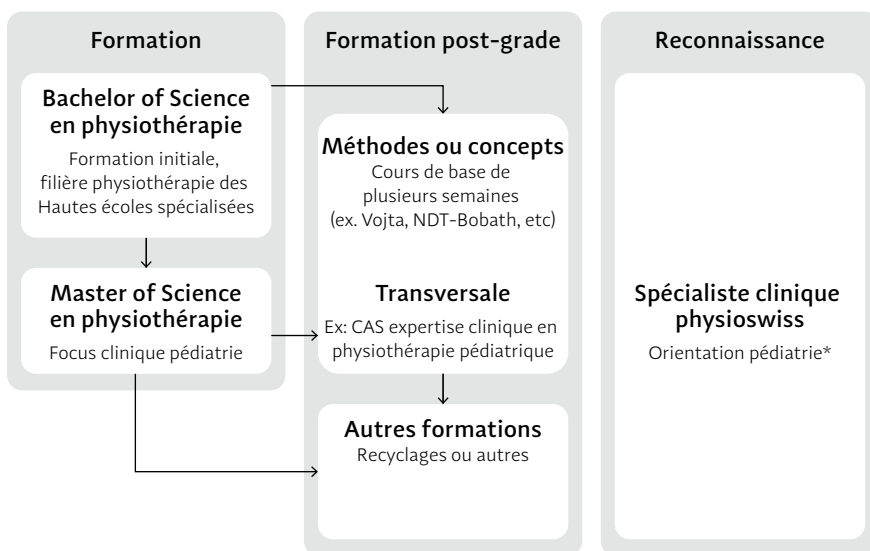 Formation
Bachelor of Science
en physiothérapie
Formation initiale,
filière physiothérapie des
Hautes écoles spécialisées
Master of Science
en physiothérapie
Focus clinique pédiatrie
Formation post-grade
Méthodes ou concepts
Cours de base de
plusieurs semaines
(ex. Vojta, NDT-Bobath, etc)
Transversale
Ex: CAS expertise clinique en
physiothérapie pédiatrique
Autres formations
Recyclages ou autres
Reconnaissance
Spécialiste clinique
physioswiss
Orientation pédiatrie*